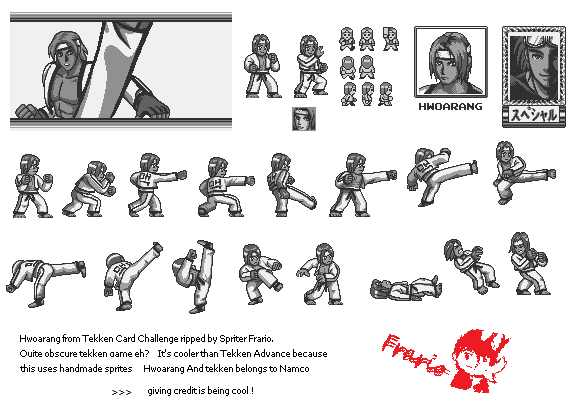 HWOARANG
スペシャル
Hwoarang from Tekken Card Challenge ripped by Spriter Frario.
Quite obscure tekken game eh? It's cooler than Tekken Advance because
this uses handmade sprites Hwoarang And tekken belongs to Namco
>>> giving credit is being cool !
Frario